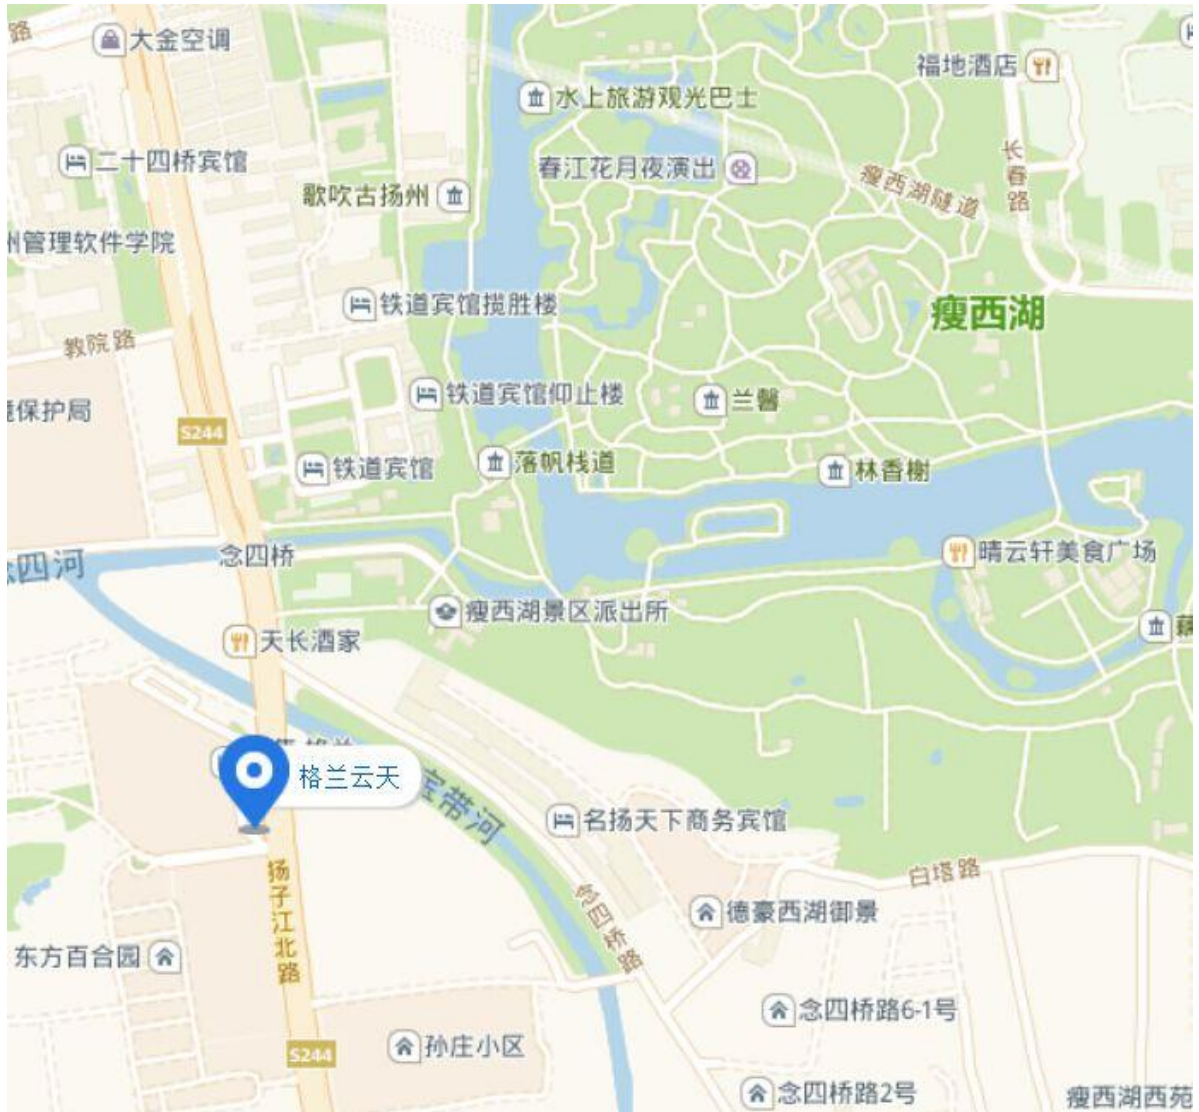 路
大金空调
福地酒店
水上旅游观光巴士
二十四桥宾馆
春江花月夜演出
长春路
歌吹古扬州
瘦西湖隧道
州管理软件学院
铁道宾馆揽胜楼
瘦西湖
教院路
铁道宾馆仰止楼
兰馨
保护局
S244
铁道宾馆
落帆栈道
林香榭
念四桥
四河
晴云轩美食广场
瘦西湖景区派出所
天长酒家
格兰云天
宝带河
名扬天下商务宾馆
白塔路
扬子江北路
念四桥路
德豪西湖御景
东方百合园
念四桥路6-1号
孙庄小区
S244
念四桥路2号
瘦西湖西苑